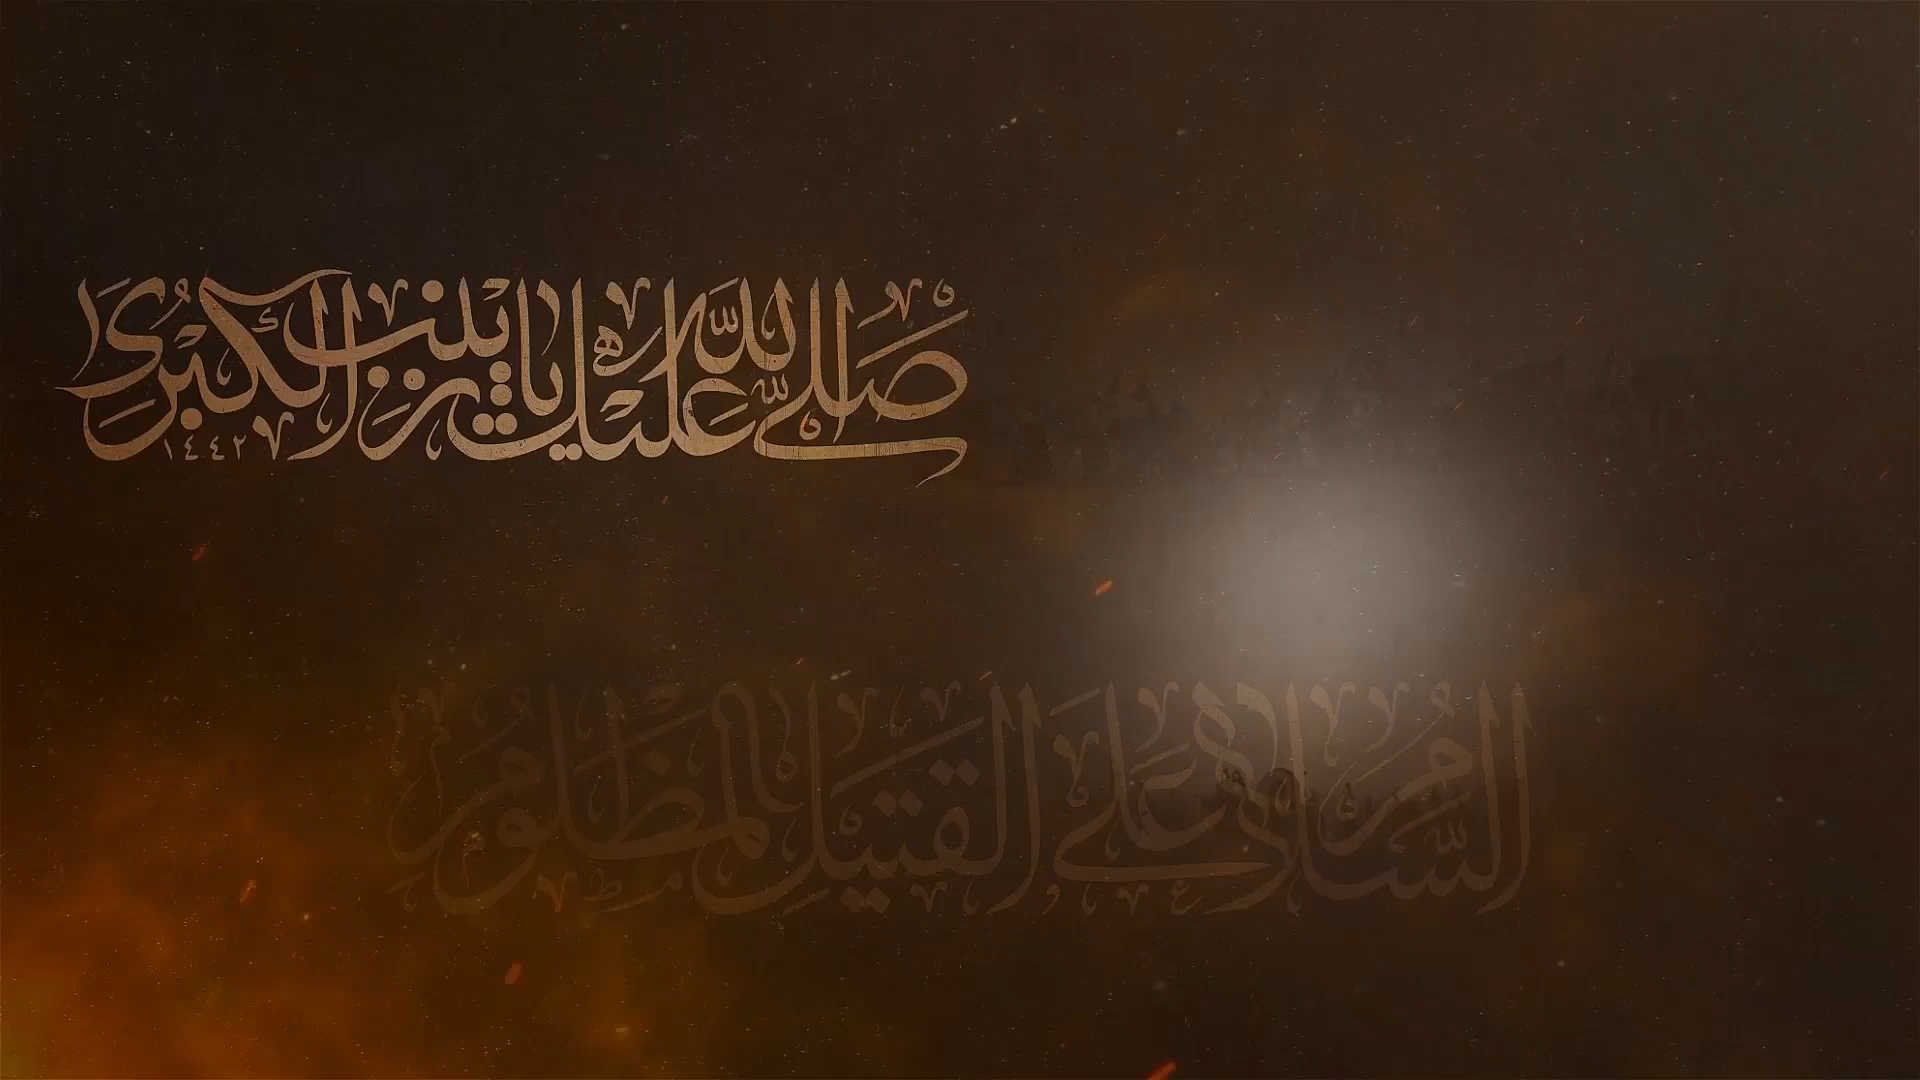 صلى الله عليك يا زينب الكبرى
١٤٤٢
السلام على القتيل المظلوم